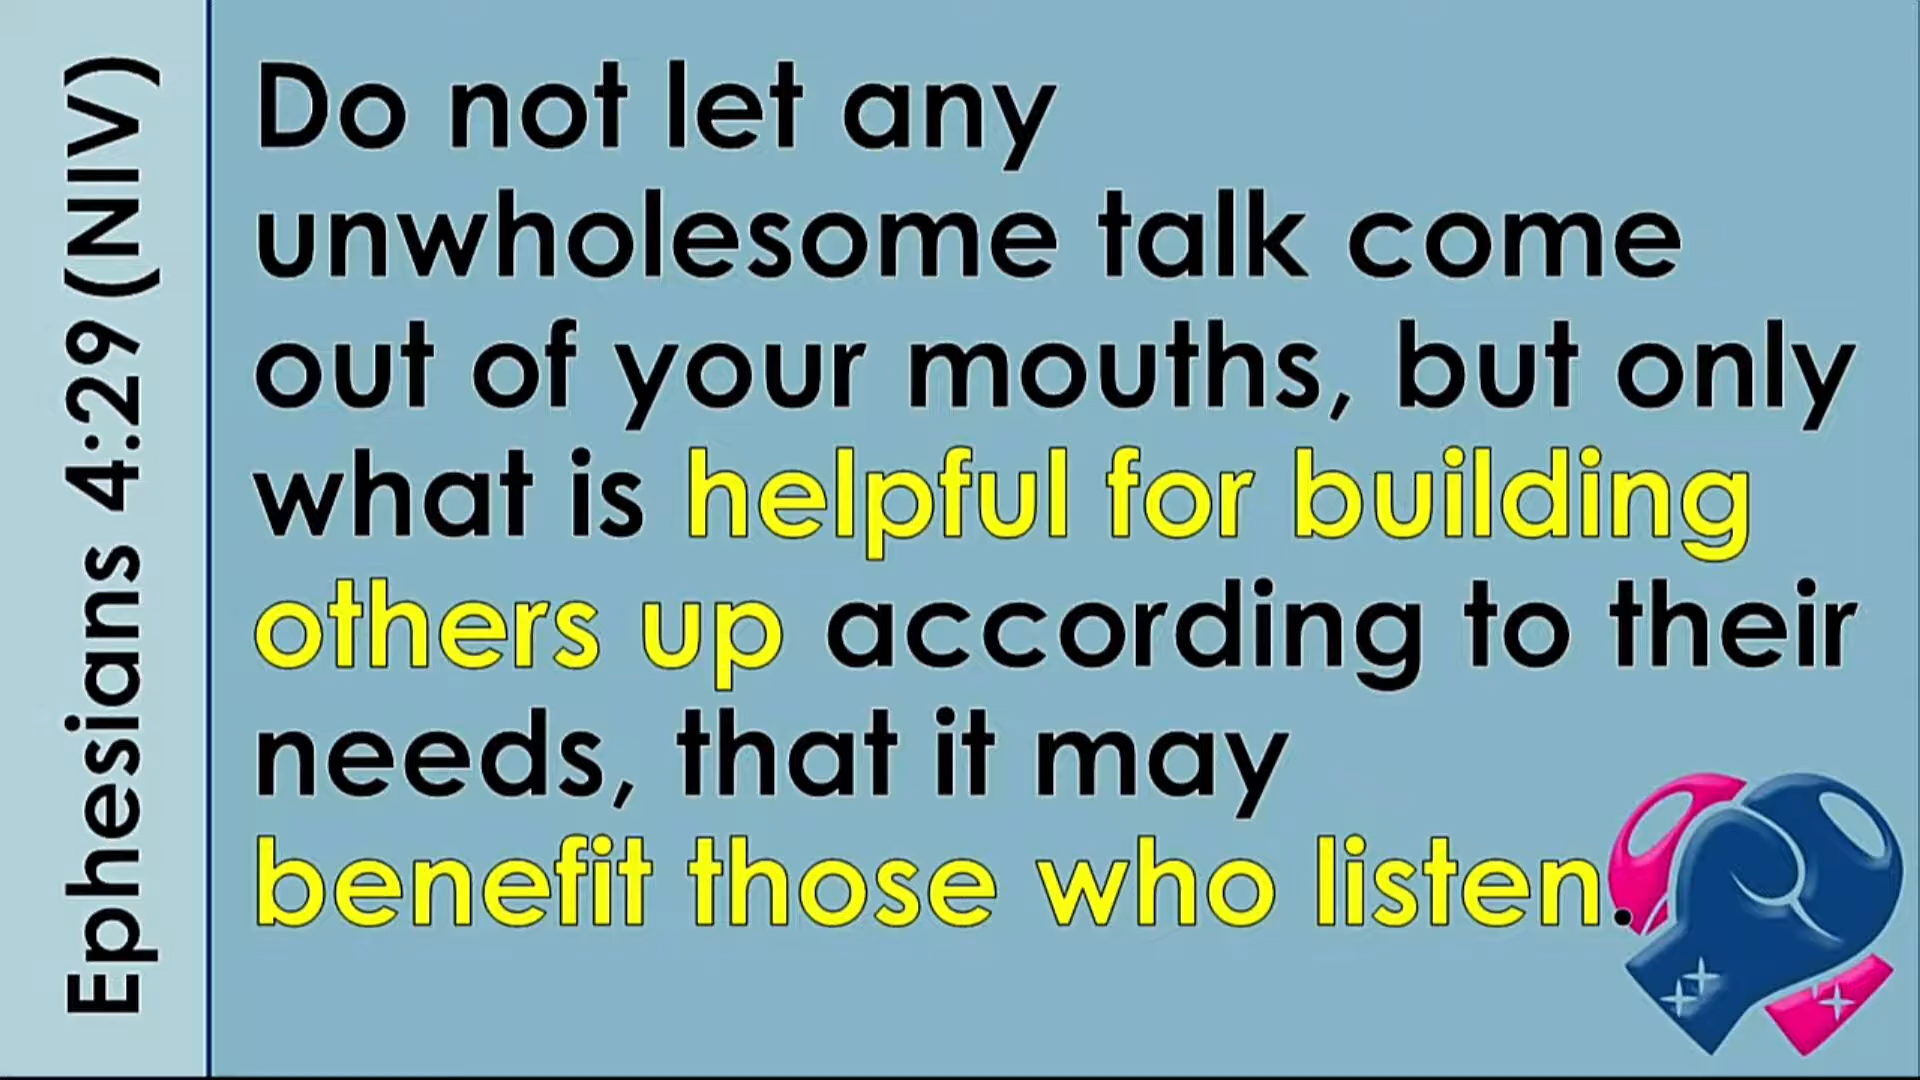 Ephesians 4:29 (NIV)
Do not let any
unwholesome talk come
out of your mouths, but only
what is helpful for building
others up according to their
needs, that it may
benefit those who listen.